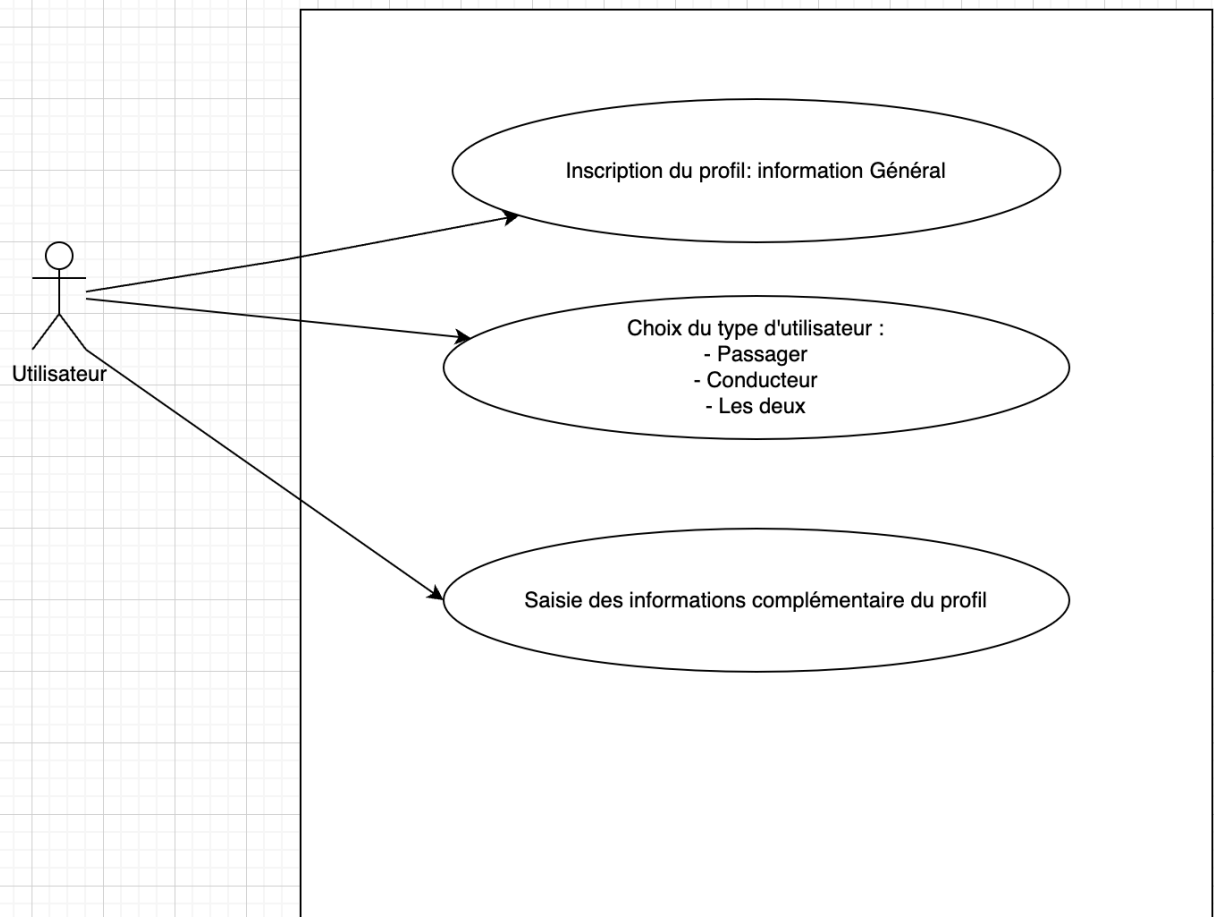 Inscription du profil: information Général
Choix du type d'utilisateur :
- Passager
- Conducteur
- Les deux
Utilisateur
Saisie des informations complémentaire du profil